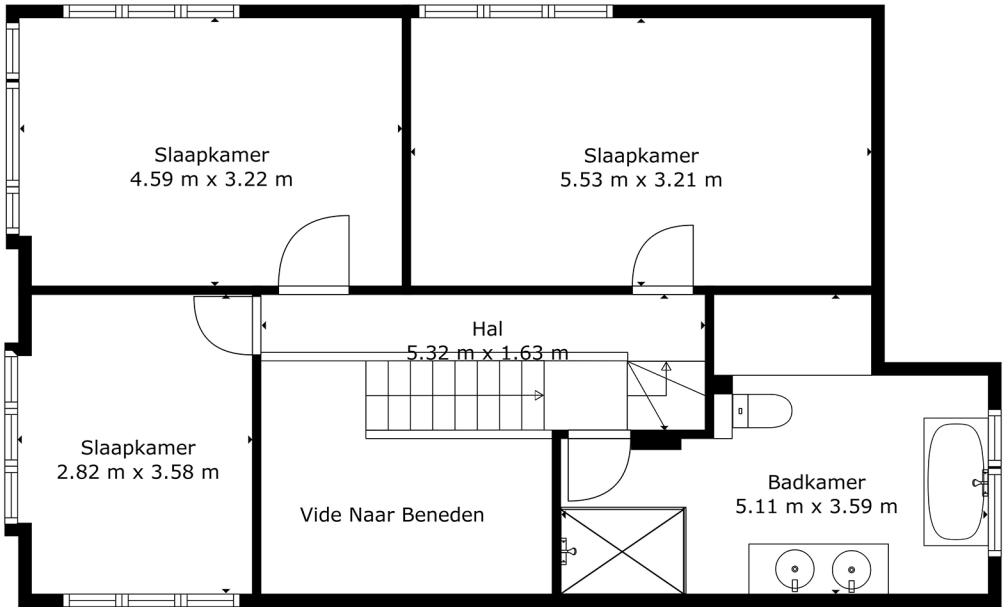 Slaapkamer
4.59 m x 3.22 m
Slaapkamer
5.53 m x 3.21 m
Hal
5.32 m x 1.63 m
Slaapkamer
2.82 m x 3.58 m
Vide Naar Beneden
Badkamer
5.11 m x 3.59 m